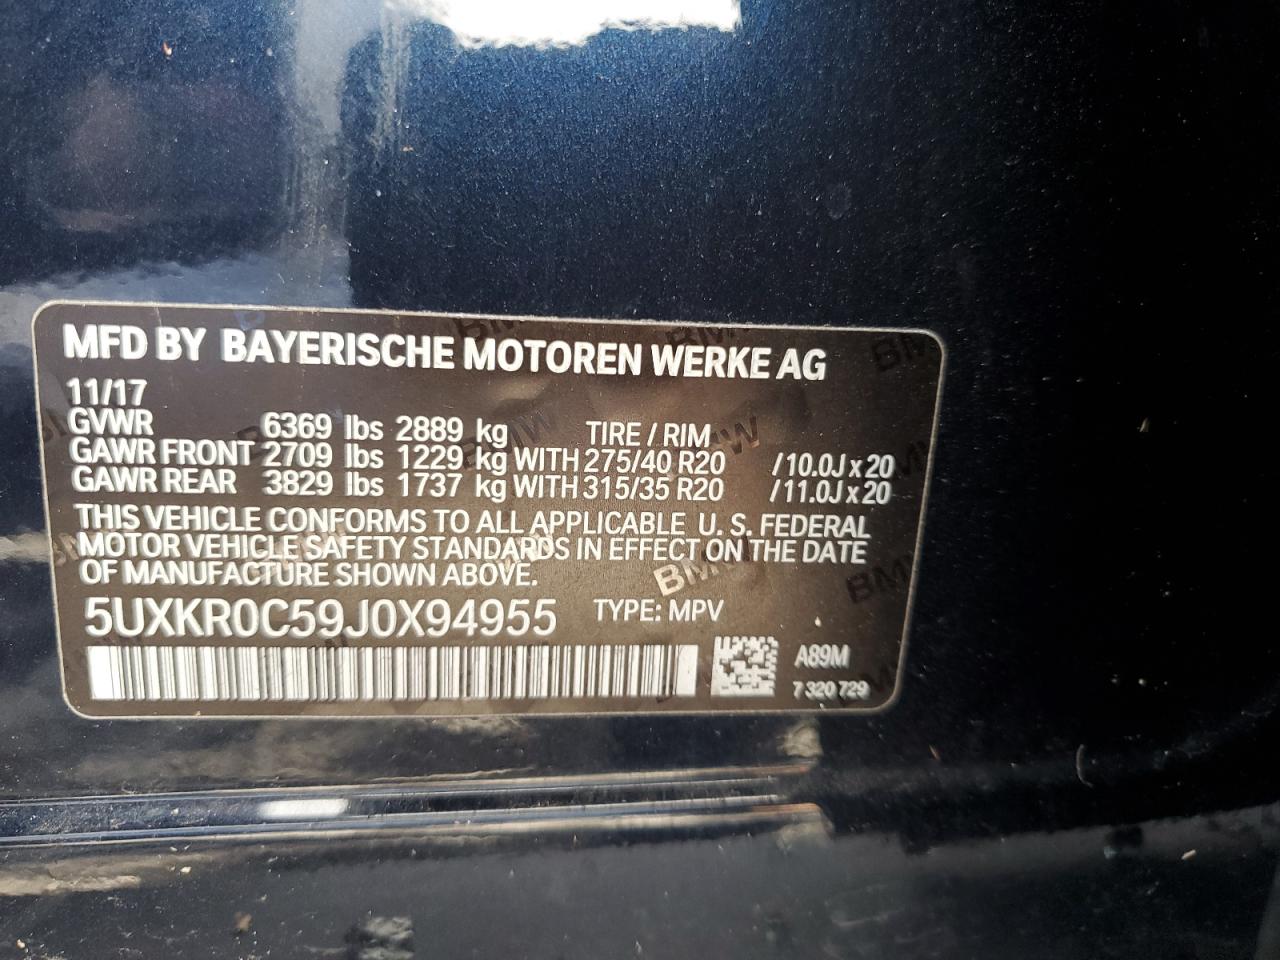 MFD BY BAYERISCHE MOTOREN WERKE AG
11/17
GVWR 6369 lbs 2889 kg TIRE / RIM
GAWR FRONT 2709 lbs 1229 kg WITH 275/40 R20 /10.0J x 20
GAWR REAR 3829 lbs 1737 kg WITH 315/35 R20 /11.0J x 20
THIS VEHICLE CONFORMS TO ALL APPLICABLE U. S. FEDERAL
MOTOR VEHICLE SAFETY STANDARDS IN EFFECT ON THE DATE
OF MANUFACTURE SHOWN ABOVE.
5UXKR0C59J0X94955 TYPE: MPV
A89M
7 320 729